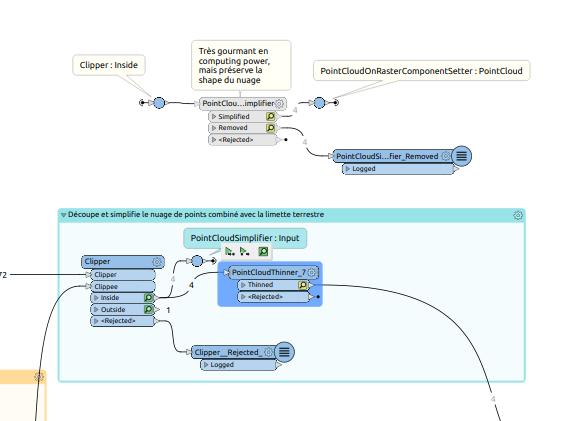 Très gourmant en
computing power,
mais préserve la
shape du nuage
Clipper : Inside
PointCloudOnRasterComponentSetter : PointCloud
PointClou...implifier
Simplified
4
Removed
<Rejected>
4
PointCloudSi...fier_Removed
Logged
Découpe et simplifie le nuage de points combiné avec la limette terrestre
PointCloudSimplifier : Input
Clipper
72
Clipper
Clippee
Inside
Outside
<Rejected>
4
4
1
PointCloudThinner_7
Thinned
<Rejected>
Clipper__Rejected_
Logged
4